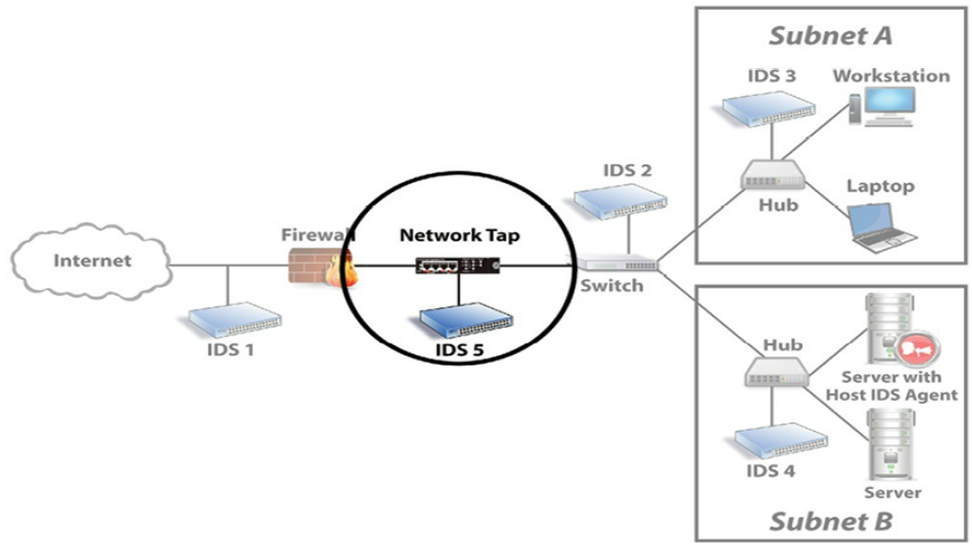 Subnet A
IDS 3
Workstation
IDS 2
Laptop
Hub
Firewall
Network Tap
Internet
Switch
IDS 1
IDS 5
Hub
Server with
Host IDS Agent
IDS 4
Server
Subnet B